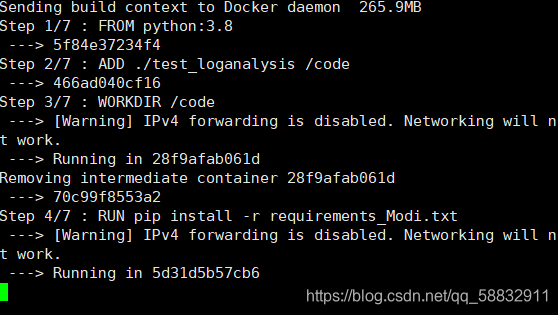 Sending build context to Docker daemon  265.9MB
Step 1/7 : FROM python:3.8
 ---> 5f84e37234f4
Step 2/7 : ADD ./test_loganalysis /code
 ---> 466ad040cf16
Step 3/7 : WORKDIR /code
 ---> [Warning] IPv4 forwarding is disabled. Networking will n
t work.
 ---> Running in 28f9afab061d
Removing intermediate container 28f9afab061d
 ---> 70c99f8553a2
Step 4/7 : RUN pip install -r requirements_Modi.txt
 ---> [Warning] IPv4 forwarding is disabled. Networking will n
t work.
 ---> Running in 5d31d5b57cb6
https://blog.csdn.net/qq_58832911